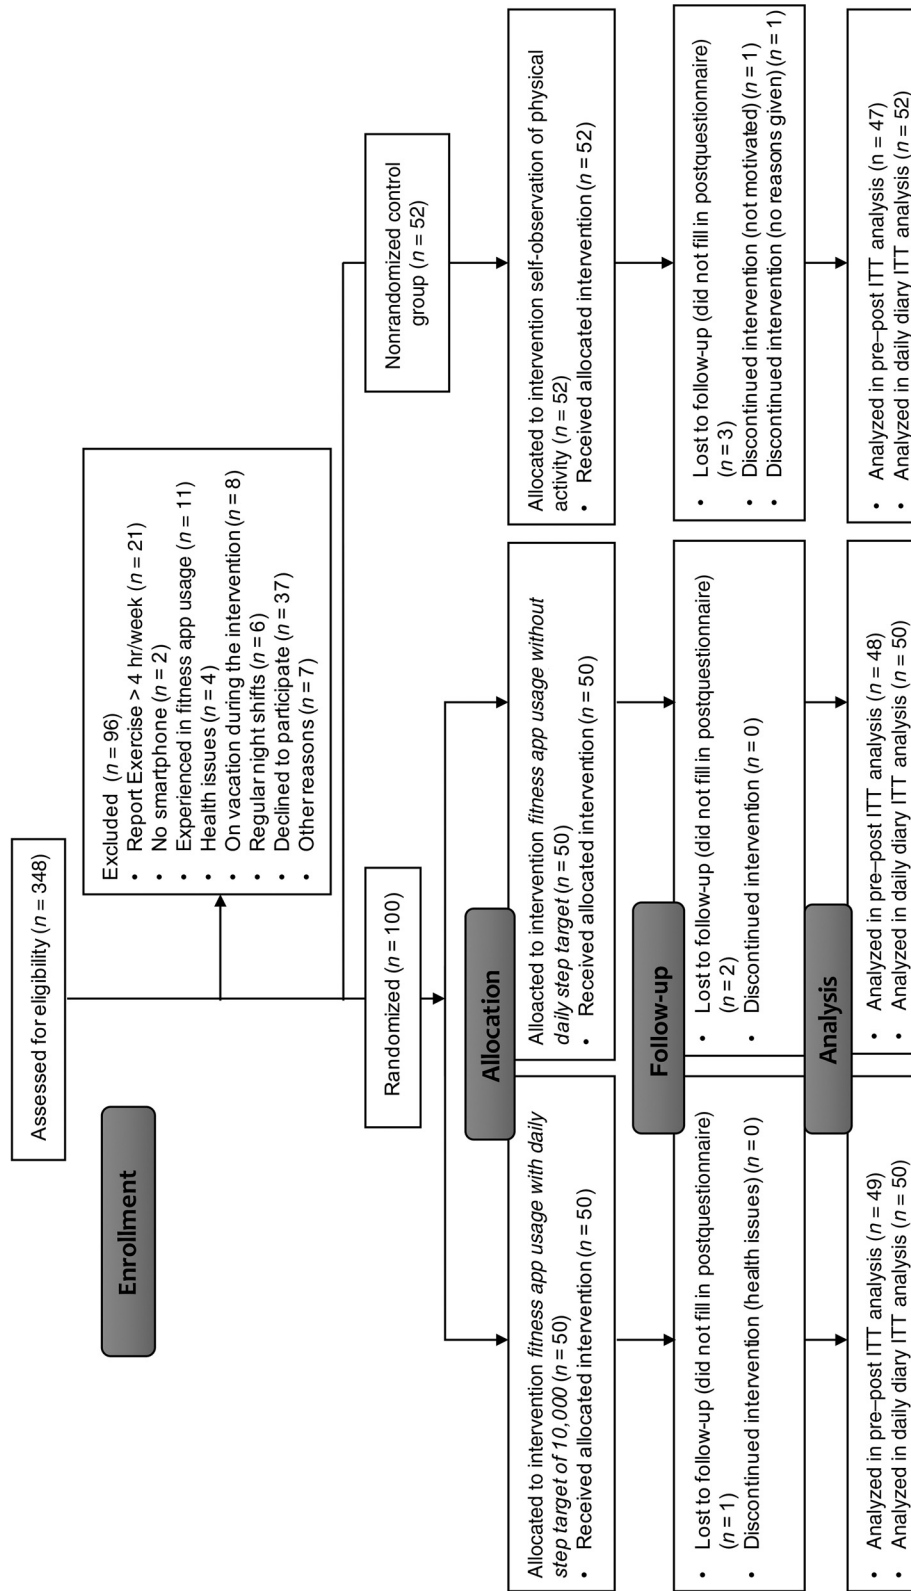 Assessed for eligibility (n = 348)
Enrollment
Excluded (n = 96)
• Report Exercise > 4 hr/week (n = 21)
• No smartphone (n = 2)
• Experienced in fitness app usage (n = 11)
• Health issues (n = 4)
• On vacation during the intervention (n = 8)
• Regular night shifts (n = 6)
• Declined to participate (n = 37)
• Other reasons (n = 7)
Randomized (n = 100)
Nonrandomized control
group (n = 52)
Allocation
Allocated to intervention fitness app usage with daily
step target of 10,000 (n = 50)
• Received allocated intervention (n = 50)
Alloacted to intervention fitness app usage without
daily step target (n = 50)
• Received allocated intervention (n = 50)
Allocated to intervention self-observation of physical
activity (n = 52)
• Received allocated intervention (n = 52)
Follow-up
• Lost to follow-up (did not fill in postquestionnaire)
(n = 1)
• Discontinued intervention (health issues) (n = 0)
• Lost to follow-up (did not fill in postquestionnaire)
(n = 2)
• Discontinued intervention (n = 0)
• Lost to follow-up (did not fill in postquestionnaire)
(n = 3)
• Discontinued intervention (not motivated) (n = 1)
• Discontinued intervention (no reasons given) (n = 1)
Analysis
• Analyzed in pre–post ITT analysis (n = 49)
• Analyzed in daily diary ITT analysis (n = 50)
• Analyzed in pre–post ITT analysis (n = 48)
• Analyzed in daily diary ITT analysis (n = 50)
• Analyzed in pre–post ITT analysis (n = 47)
• Analyzed in daily diary ITT analysis (n = 52)